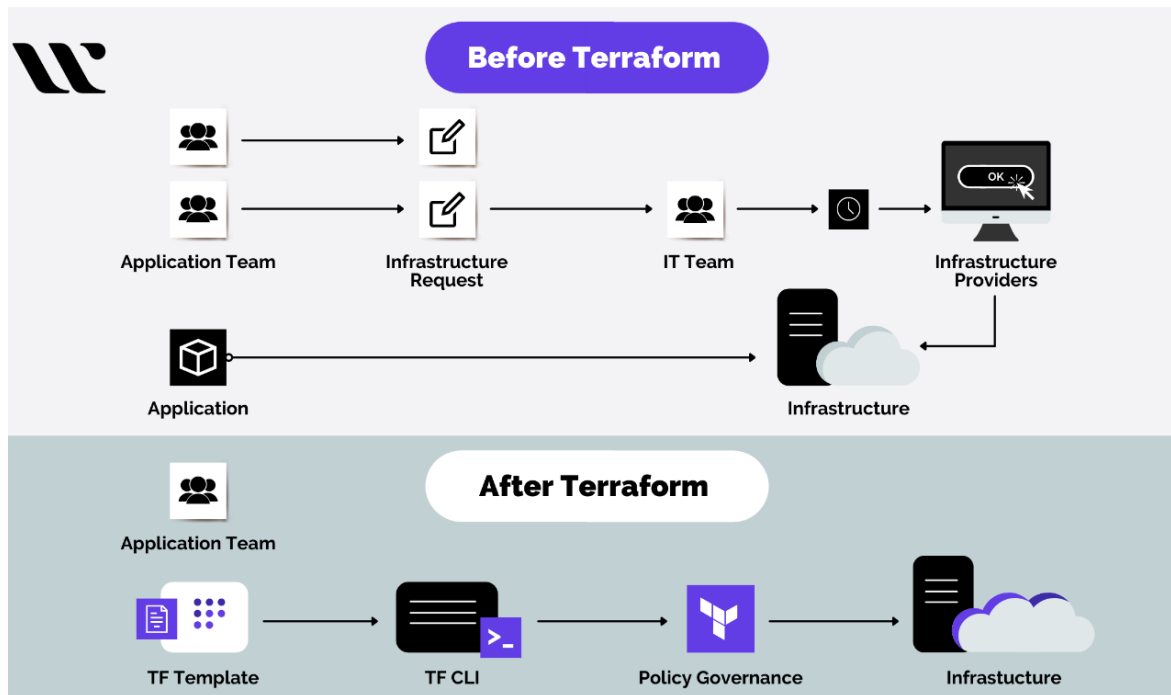 Before Terraform
OK
Application Team
Infrastructure
Request
IT Team
Infrastructure
Providers
Application
Infrastructure
After Terraform
Application Team
>_
TF Template
TF CLI
Policy Governance
Infrastucture